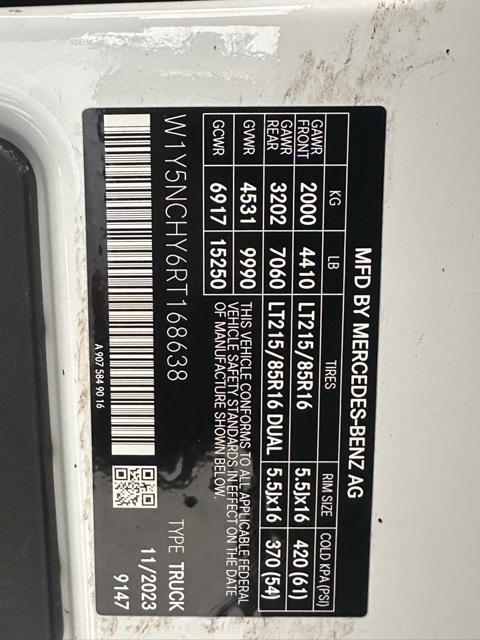 MFD BY MERCEDES-BENZ AG
KG LB TIRES RIM SIZE COLD KPA(PSI)
GAWR FRONT 2000 4410 LT215/85R16 5.5Jx16 420 (61)
GAWR REAR 3202 7060 LT215/85R16 DUAL 5.5Jx16 370 (54)
GVWR 4531 9990
GCWR 6917 15250
THIS VEHICLE CONFORMS TO ALL APPLICABLE FEDERAL
VEHICLE SAFETY STANDARDS IN EFFECT ON THE DATE
OF MANUFACTURE SHOWN BELOW.
W1Y5NCHY6RT168638
TYPE TRUCK
11/2023
9147
A 907 584 90 16